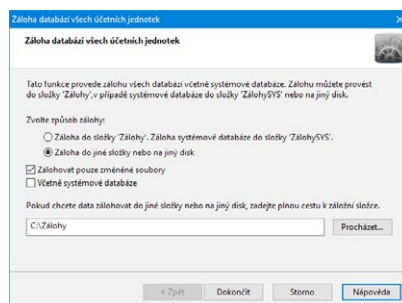 Záloha databází všech účetních jednotek
Záloha databází všech účetních jednotek
Tato funkce provede zálohu všech databází včetně systémové databáze. Zálohu můžete provést
do složky 'Zálohy',v případě systémové databáze do složky 'ZálohySYS' nebo na jiný disk.
Zvolte způsob zálohy:
Záloha do složky 'Zálohy'. Záloha systémové databáze do složky 'ZálohySYS'.
Záloha do jiné složky nebo na jiný disk
Zálohovat pouze změněné soubory
Včetně systémové databáze
Pokud chcete data zálohovat do jiné složky nebo na jiný disk, zadejte plnou cestu k záložní složce.
C:\Zálohy
Procházet...
< Zpět
Dokončit
Storno
Nápověda